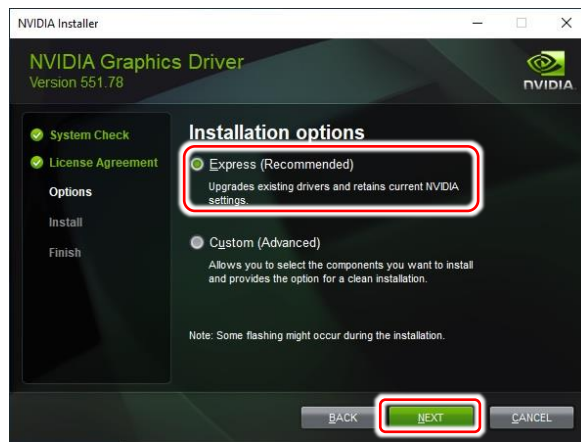 NVIDIA Installer
NVIDIA Graphics Driver
Version 551.78
NVIDIA
System Check
License Agreement
Options
Install
Finish
Installation options
Express (Recommended)
Upgrades existing drivers and retains current NVIDIA
settings.
Custom (Advanced)
Allows you to select the components you want to install
and provides the option for a clean installation.
Note: Some flashing might occur during the installation.
BACK
NEXT
CANCEL